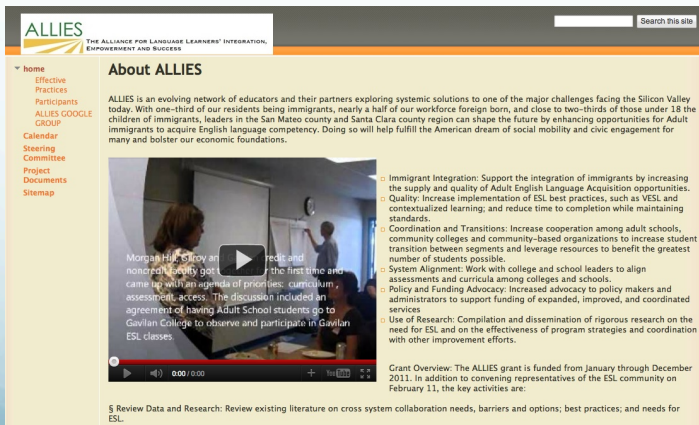 ALLIES
THE ALLIANCE FOR LANGUAGE LEARNERS' INTEGRATION,
EMPOWERMENT AND SUCCESS
Search this site
home
Effective
Practices
Participants
ALLIES GOOGLE
GROUP
Calendar
Steering
Committee
Project
Documents
Sitemap
About ALLIES
ALLIES is an evolving network of educators and their partners exploring systemic solutions to one of the major challenges facing the Silicon Valley
today. With one-third of our residents being immigrants, nearly a half of our workforce foreign born, and close to two-thirds of those under 18 the
children of immigrants, leaders in the San Mateo county and Santa Clara county region can shape the future by enhancing opportunities for Adult
immigrants to acquire English language competency. Doing so will help fulfill the American dream of social mobility and civic engagement for
many and bolster our economic foundations.
Morgan Hill, Gilroy and credit and
noncredit faculty got for the first time and
came up with an agenda of priorities: curriculum,
assessment, access. The discussion included an
agreement of having Adult School students go to
Gavilan College to observe and participate in Gavilan
ESL classes.
0:00 / 0:00
YouTube
Immigrant Integration: Support the integration of immigrants by increasing
the supply and quality of Adult English Language Acquisition opportunities.
Quality: Increase implementation of ESL best practices, such as VESL and
contextualized learning; and reduce time to completion while maintaining
standards.
Coordination and Transitions: Increase cooperation among adult schools,
community colleges and community-based organizations to increase student
transition between segments and leverage resources to benefit the greatest
number of students possible.
System Alignment: Work with college and school leaders to align
assessments and curricula among colleges and schools.
Policy and Funding Advocacy: Increased advocacy to policy makers and
administrators to support funding of expanded, improved, and coordinated
services
Use of Research: Compilation and dissemination of rigorous research on the
need for ESL and on the effectiveness of program strategies and coordination
with other improvement efforts.
Grant Overview: The ALLIES grant is funded from January through December
2011. In addition to convening representatives of the ESL community on
February 11, the key activities are:
§ Review Data and Research: Review existing literature on cross system collaboration needs, barriers and options; best practices; and needs for
ESL.